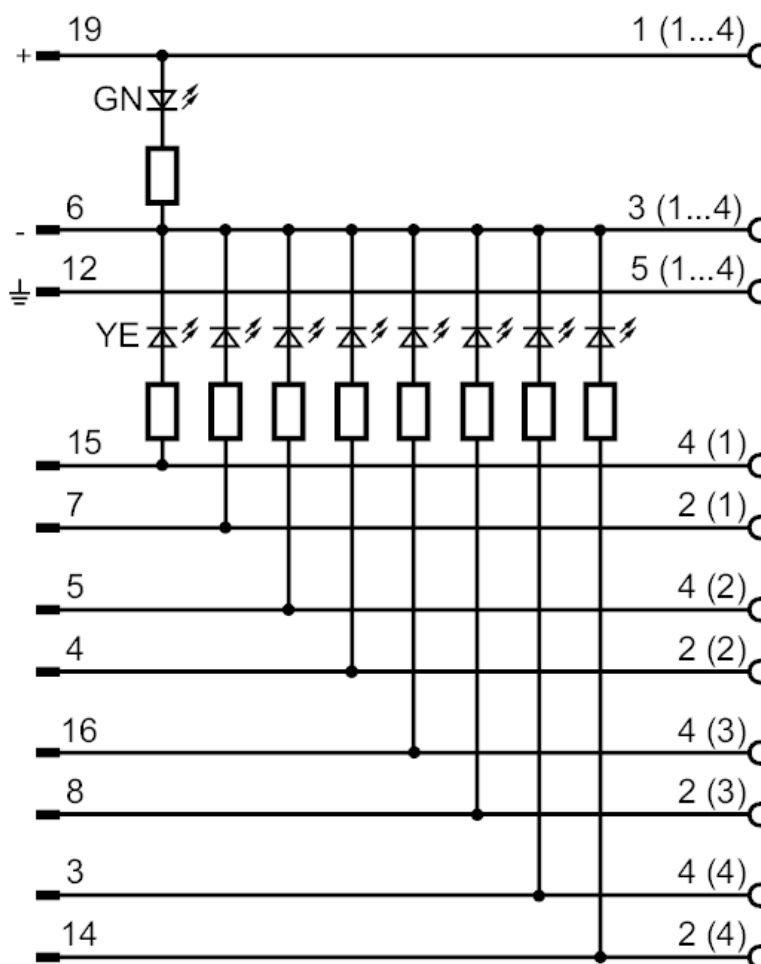 19 1 (1...4)
+
GN
6 3 (1...4)
-
12 5 (1...4)
YE
15 4 (1)
7 2 (1)
5 4 (2)
4 2 (2)
16 4 (3)
8 2 (3)
3 4 (4)
14 2 (4)